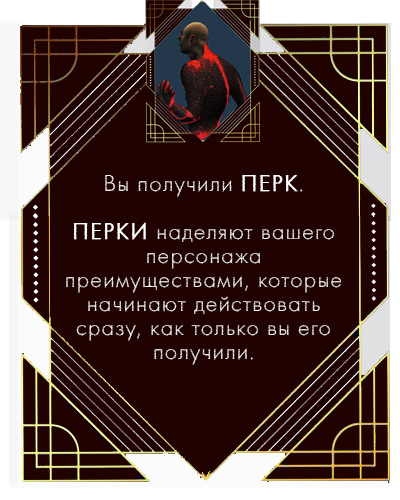 Вы получили ПЕРК.
ПЕРКИ наделяют вашего
персонажа
преимуществами, которые
начинают действовать
сразу, как только вы его
получили.